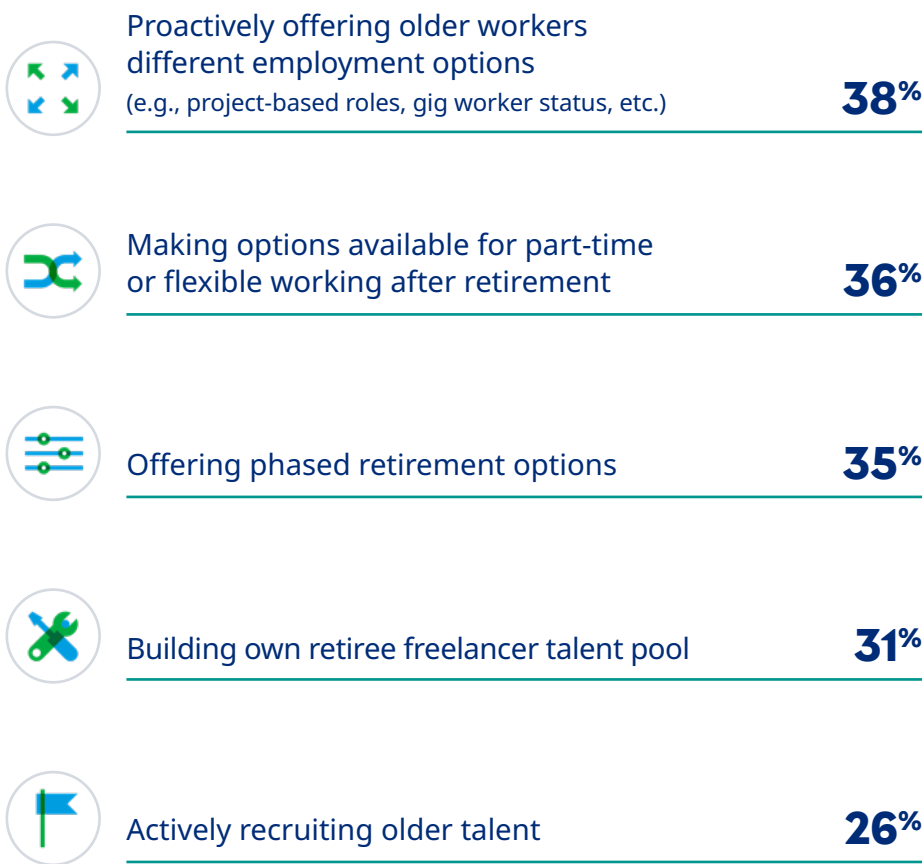 Proactively offering older workers
different employment options
(e.g., project-based roles, gig worker status, etc.)
38%
Making options available for part-time
or flexible working after retirement
36%
Offering phased retirement options
35%
Building own retiree freelancer talent pool
31%
Actively recruiting older talent
26%